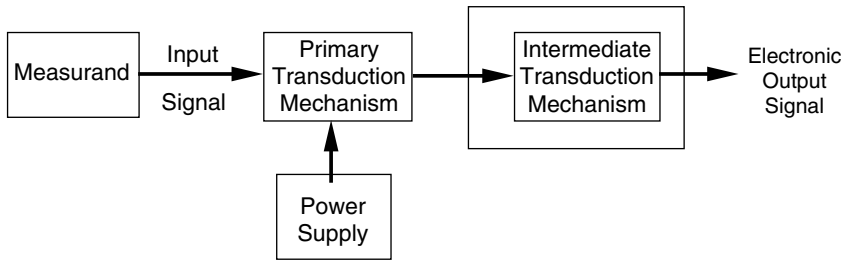 Measurand
Input
Signal
Primary
Transduction
Mechanism
Intermediate
Transduction
Mechanism
Electronic
Output
Signal
Power
Supply